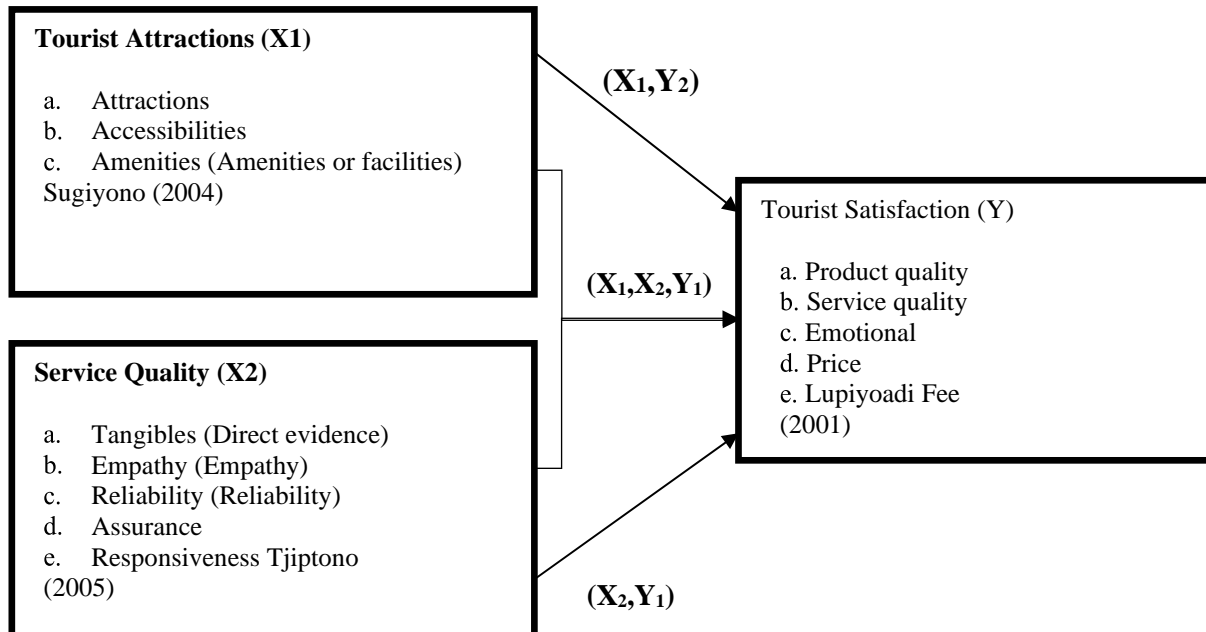 Tourist Attractions (X1)
a. Attractions
b. Accessibilities
c. Amenities (Amenities or facilities)
Sugiyono (2004)
(X₁,Y₂)
Tourist Satisfaction (Y)
a. Product quality
b. Service quality
c. Emotional
d. Price
e. Lupiyoadi Fee
(2001)
(X₁,X₂,Y₁)
Service Quality (X2)
a. Tangibles (Direct evidence)
b. Empathy (Empathy)
c. Reliability (Reliability)
d. Assurance
e. Responsiveness Tjiptono
(2005)
(X₂,Y₁)